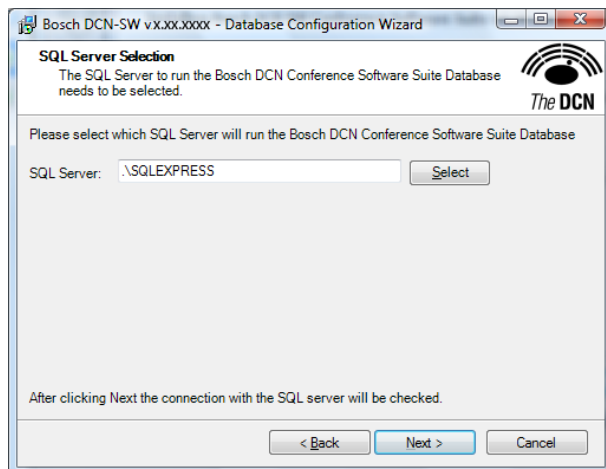 Bosch DCN-SW v.x.xx.xxxx - Database Configuration Wizard
SQL Server Selection
The SQL Server to run the Bosch DCN Conference Software Suite Database
needs to be selected.
The DCN
Please select which SQL Server will run the Bosch DCN Conference Software Suite Database
SQL Server:
.\SQLEXPRESS
Select
After clicking Next the connection with the SQL server will be checked.
< Back
Next >
Cancel